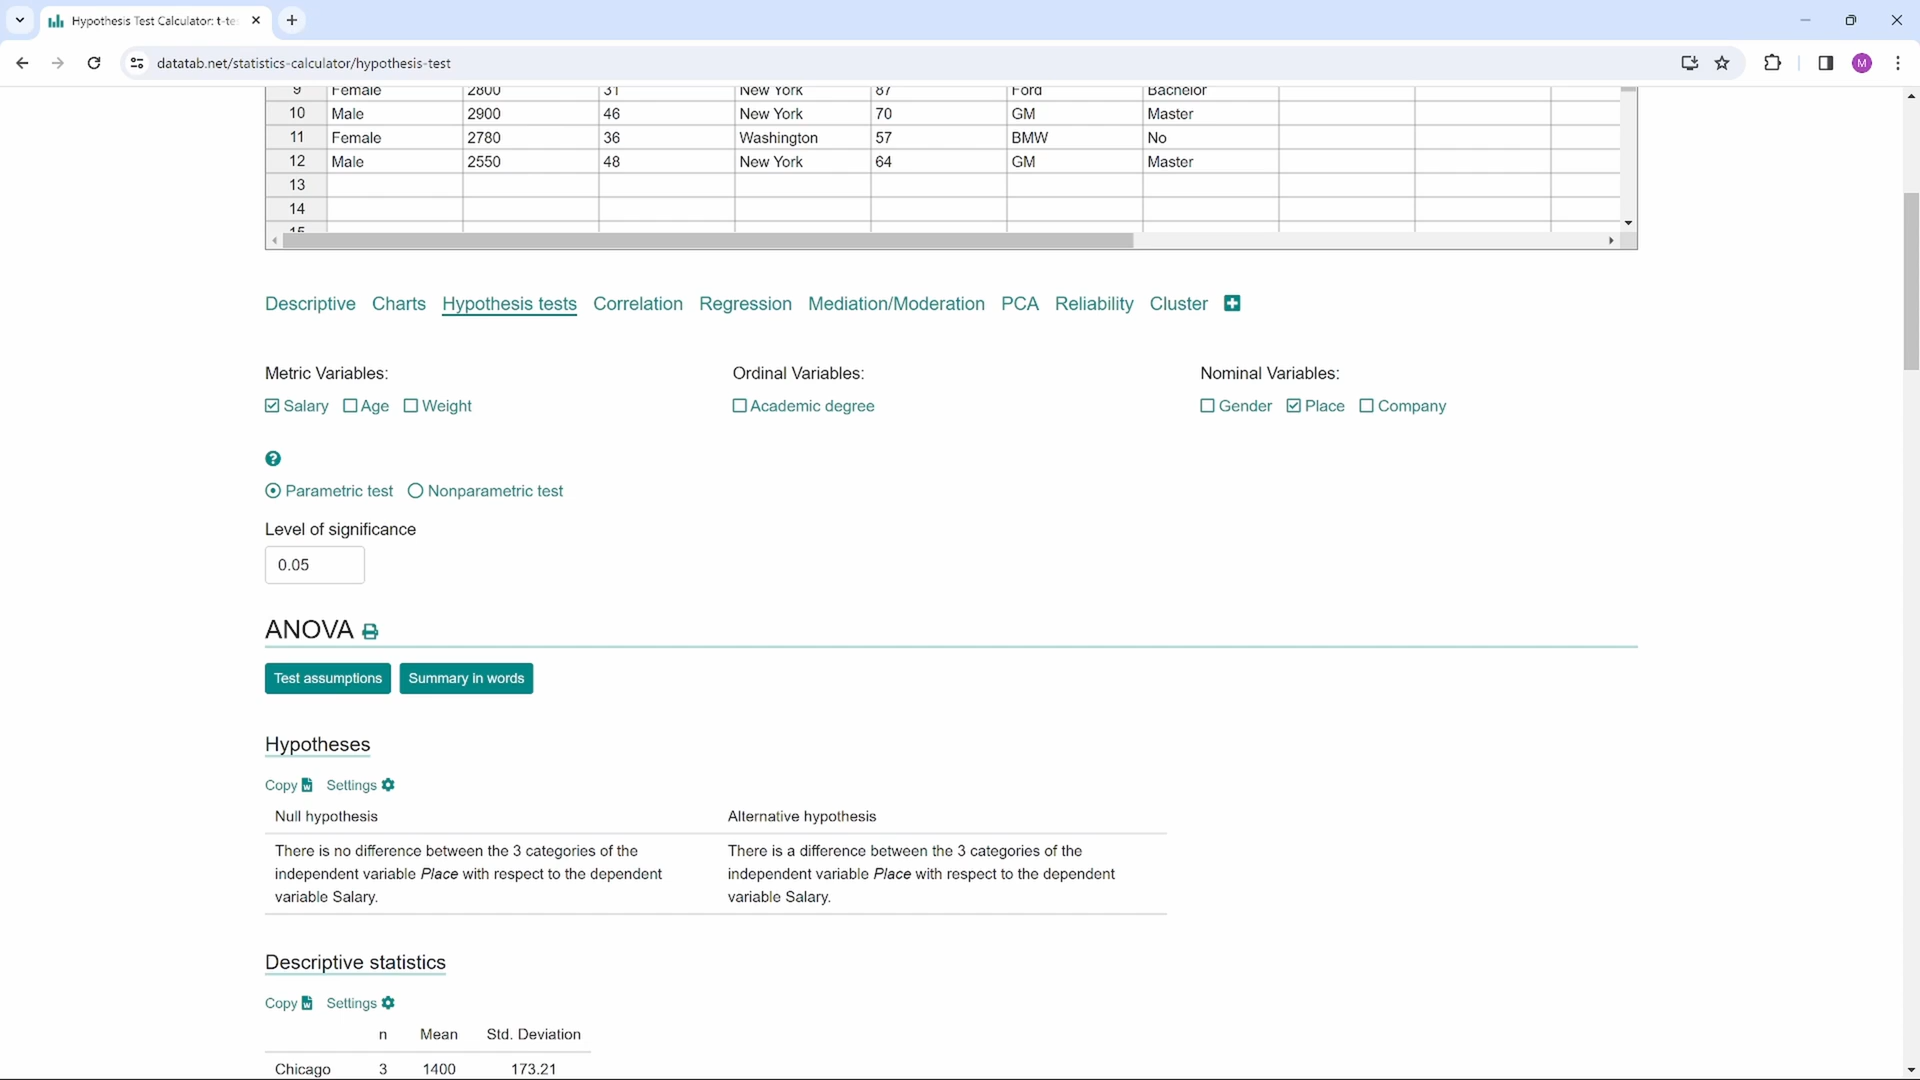 Hypothesis Test Calculator: t-te
datatab.net/statistics-calculator/hypothesis-test
M
9 Female 2800 31 New York 87 Ford Bachelor
10 Male 2900 46 New York 70 GM Master
11 Female 2780 36 Washington 57 BMW No
12 Male 2550 48 New York 64 GM Master
13
14
15
Descriptive Charts Hypothesis tests Correlation Regression Mediation/Moderation PCA Reliability Cluster
Metric Variables: Ordinal Variables: Nominal Variables:
Salary Age Weight Academic degree Gender Place Company
?
Parametric test Nonparametric test
Level of significance
0.05
ANOVA
Test assumptions Summary in words
Hypotheses
Copy Settings
Null hypothesis Alternative hypothesis
There is no difference between the 3 categories of the There is a difference between the 3 categories of the
independent variable Place with respect to the dependent independent variable Place with respect to the dependent
variable Salary. variable Salary.
Descriptive statistics
Copy Settings
n Mean Std. Deviation
Chicago 3 1400 173.21